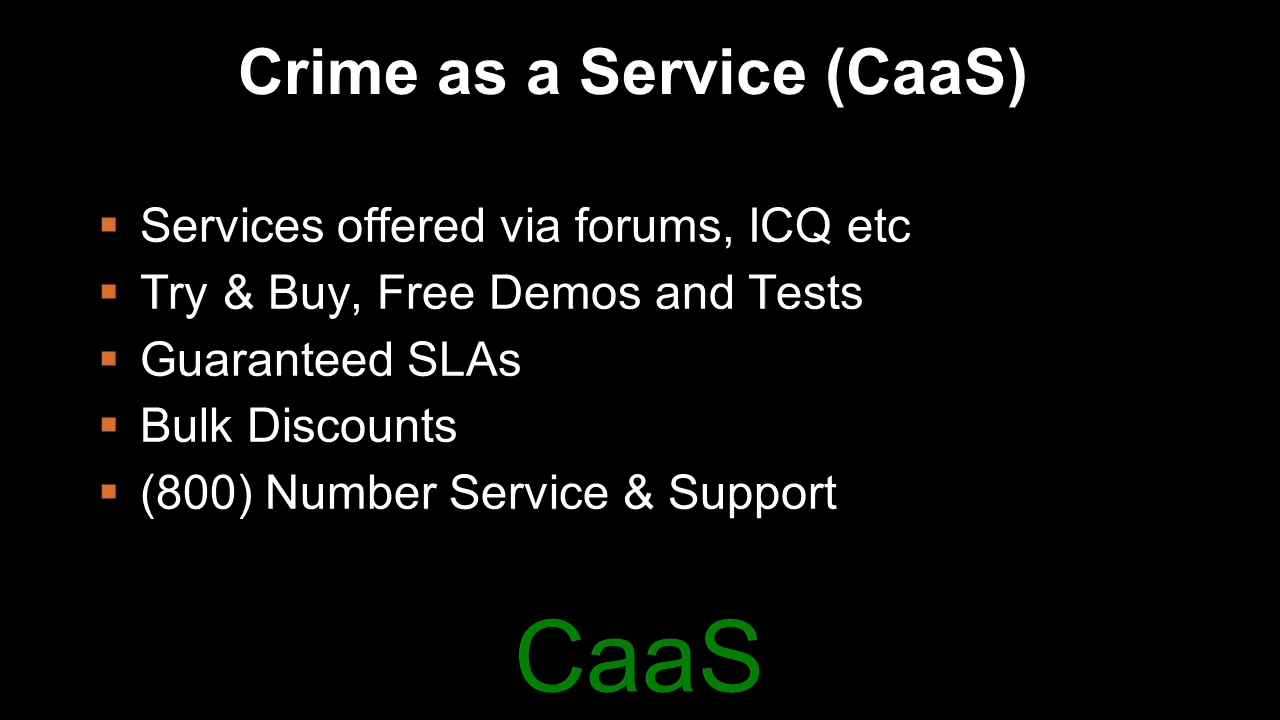 Crime as a Service (CaaS)
▪ Services offered via forums, ICQ etc
▪ Try & Buy, Free Demos and Tests
▪ Guaranteed SLAs
▪ Bulk Discounts
▪ (800) Number Service & Support
CaaS